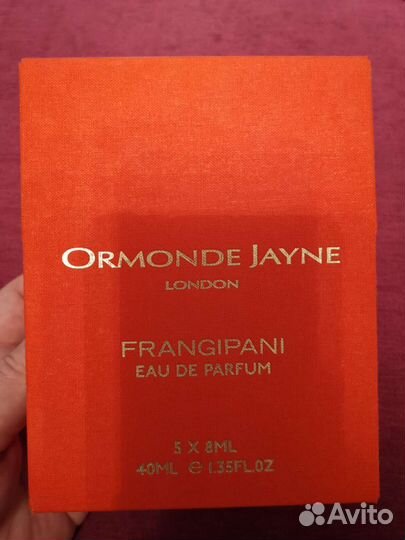 ORMONDE JAYNE
LONDON
FRANGIPANI
EAU DE PARFUM
5 X 8ML
40ML ℮ 1.35FL.OZ
Avito